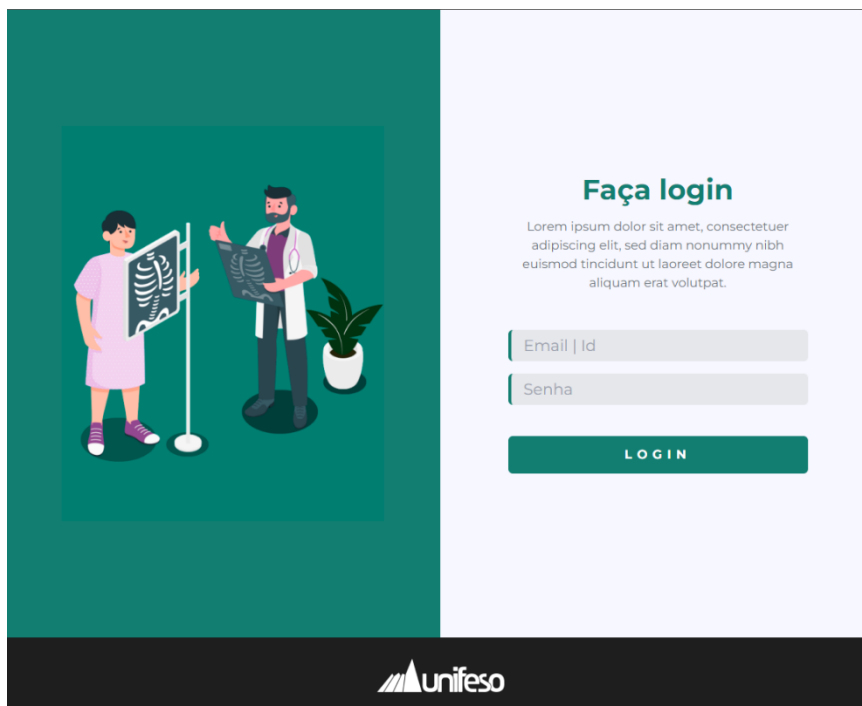 Faça login
Lorem ipsum dolor sit amet, consectetuer
adipiscing elit, sed diam nonummy nibh
euismod tincidunt ut laoreet dolore magna
aliquam erat volutpat.
Email | Id
Senha
LOGIN
unifeso